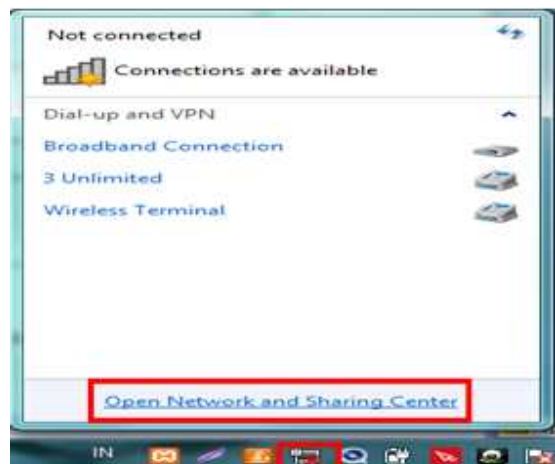 Not connected
Connections are available
Dial-up and VPN
Broadband Connection
3 Unlimited
Wireless Terminal
Open Network and Sharing Center
IN